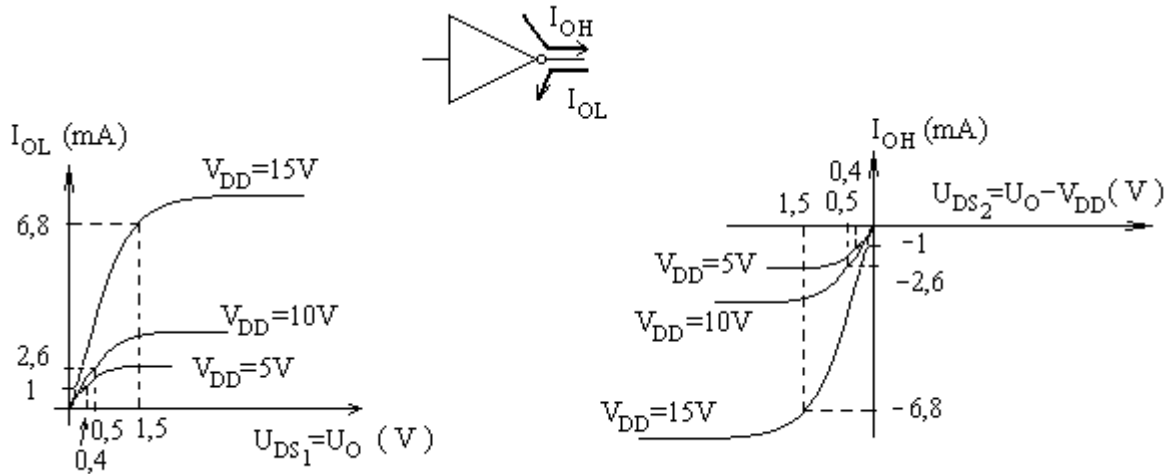 I_OH
I_OL
I_OL (mA)
V_DD=15V
6,8
V_DD=10V
2,6
V_DD=5V
1
0,5
1,5
0,4
U_DS1=U_O (V)
I_OH (mA)
0,4
1,5
0,5
U_DS2=U_O−V_DD(V)
−1
V_DD=5V
−2,6
V_DD=10V
V_DD=15V
−6,8